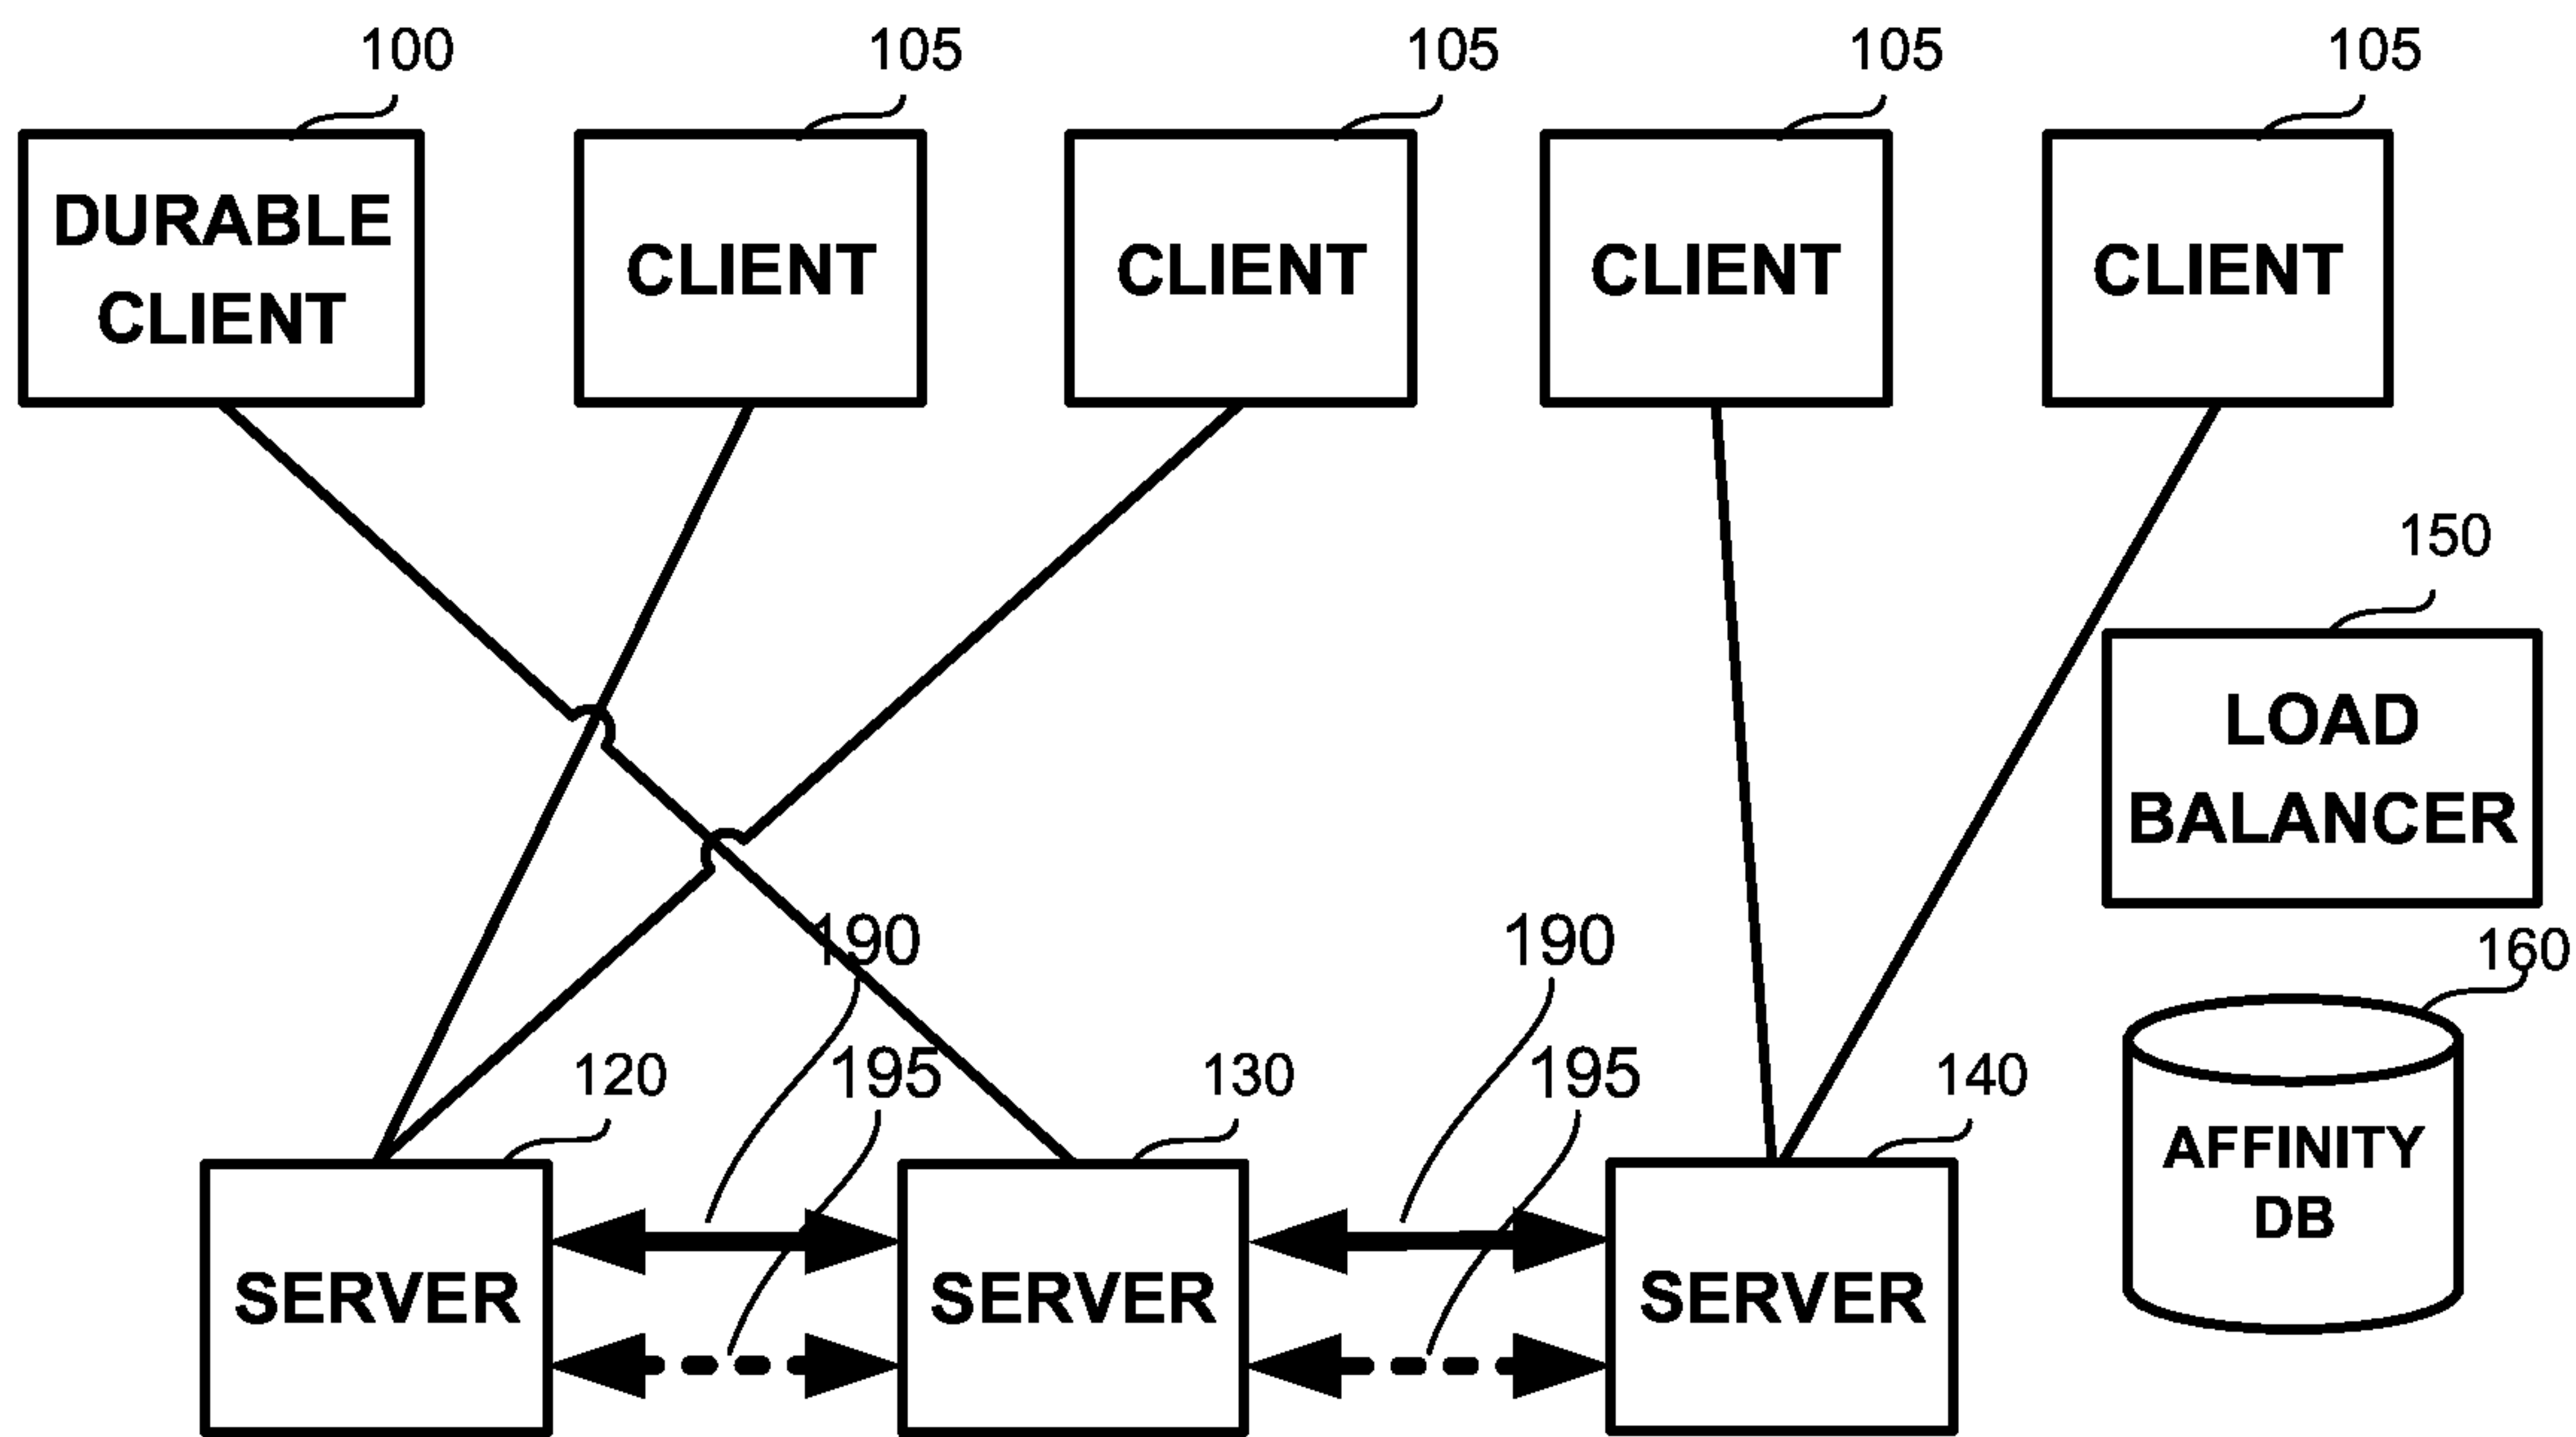 100
105
105
105
105
DURABLE
CLIENT
CLIENT
CLIENT
CLIENT
CLIENT
150
LOAD
BALANCER
190
190
160
120
195
130
195
140
AFFINITY
DB
SERVER
SERVER
SERVER